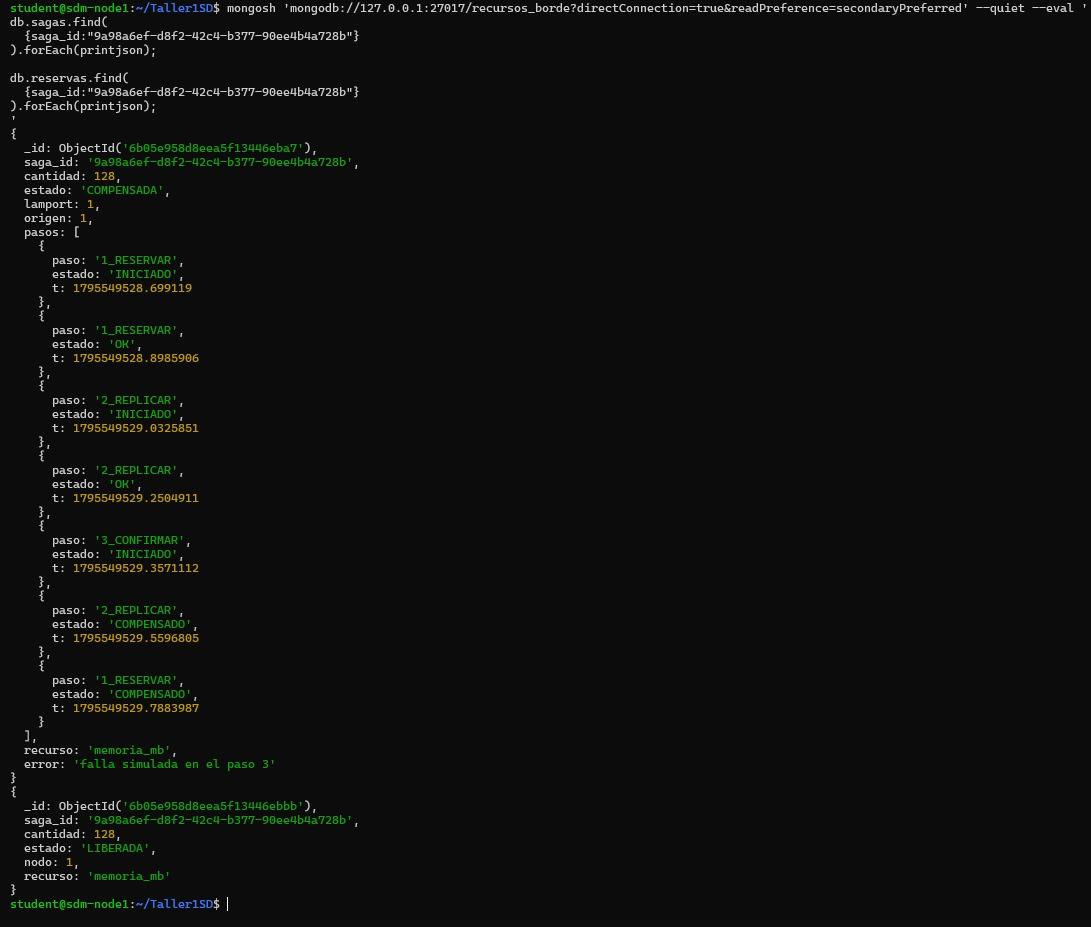 student@sdm-node1:~/Taller1SD$ mongosh 'mongodb://127.0.0.1:27017/recursos_borde?directConnection=true&readPreference=secondaryPreferred' --quiet --eval '
db.sagas.find(
  {saga_id:"9a98a6ef-d8f2-42c4-b377-90ee4b4a728b"}
).forEach(printjson);

db.reservas.find(
  {saga_id:"9a98a6ef-d8f2-42c4-b377-90ee4b4a728b"}
).forEach(printjson);
'
{
  _id: ObjectId('6b05e958d8eea5f13446eba7'),
  saga_id: '9a98a6ef-d8f2-42c4-b377-90ee4b4a728b',
  cantidad: 128,
  estado: 'COMPENSADA',
  lamport: 1,
  origen: 1,
  pasos: [
    {
      paso: '1_RESERVAR',
      estado: 'INICIADO',
      t: 1795549528.699119
    },
    {
      paso: '1_RESERVAR',
      estado: 'OK',
      t: 1795549528.8985906
    },
    {
      paso: '2_REPLICAR',
      estado: 'INICIADO',
      t: 1795549529.0325851
    },
    {
      paso: '2_REPLICAR',
      estado: 'OK',
      t: 1795549529.2504911
    },
    {
      paso: '3_CONFIRMAR',
      estado: 'INICIADO',
      t: 1795549529.3571112
    },
    {
      paso: '2_REPLICAR',
      estado: 'COMPENSADO',
      t: 1795549529.5596805
    },
    {
      paso: '1_RESERVAR',
      estado: 'COMPENSADO',
      t: 1795549529.7883987
    }
  ],
  recurso: 'memoria_mb',
  error: 'falla simulada en el paso 3'
}
{
  _id: ObjectId('6b05e958d8eea5f13446ebbb'),
  saga_id: '9a98a6ef-d8f2-42c4-b377-90ee4b4a728b',
  cantidad: 128,
  estado: 'LIBERADA',
  nodo: 1,
  recurso: 'memoria_mb'
}
student@sdm-node1:~/Taller1SD$